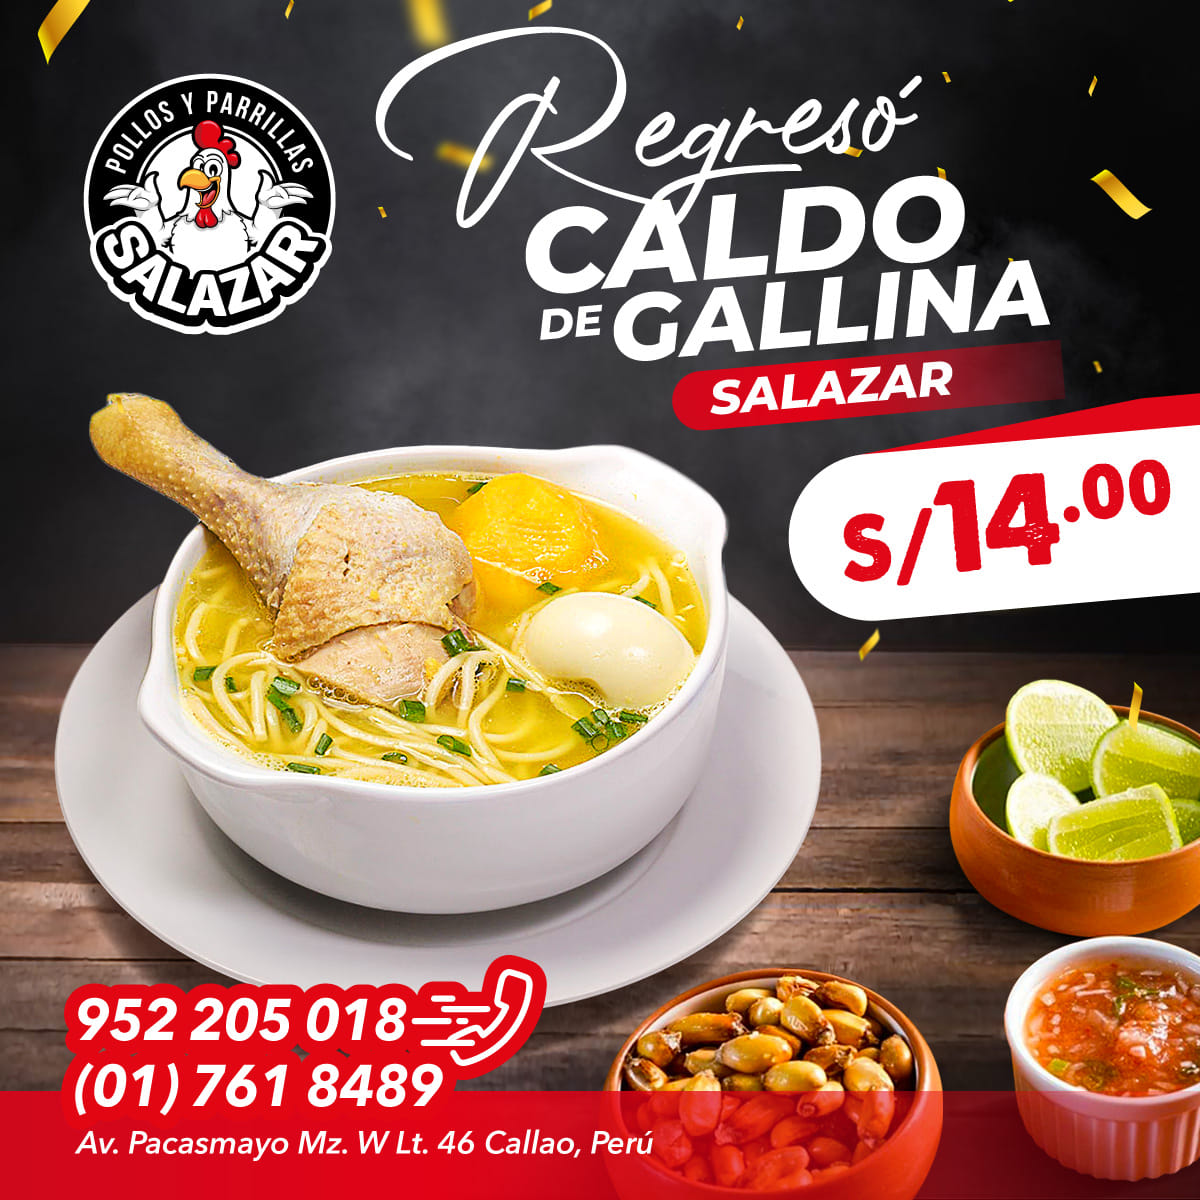 POLLOS Y PARRILLAS
SALAZAR
Regresó
CALDO
DE GALLINA
SALAZAR
S/14.00
952 205 018
(01) 761 8489
Av. Pacasmayo Mz. W Lt. 46 Callao, Perú